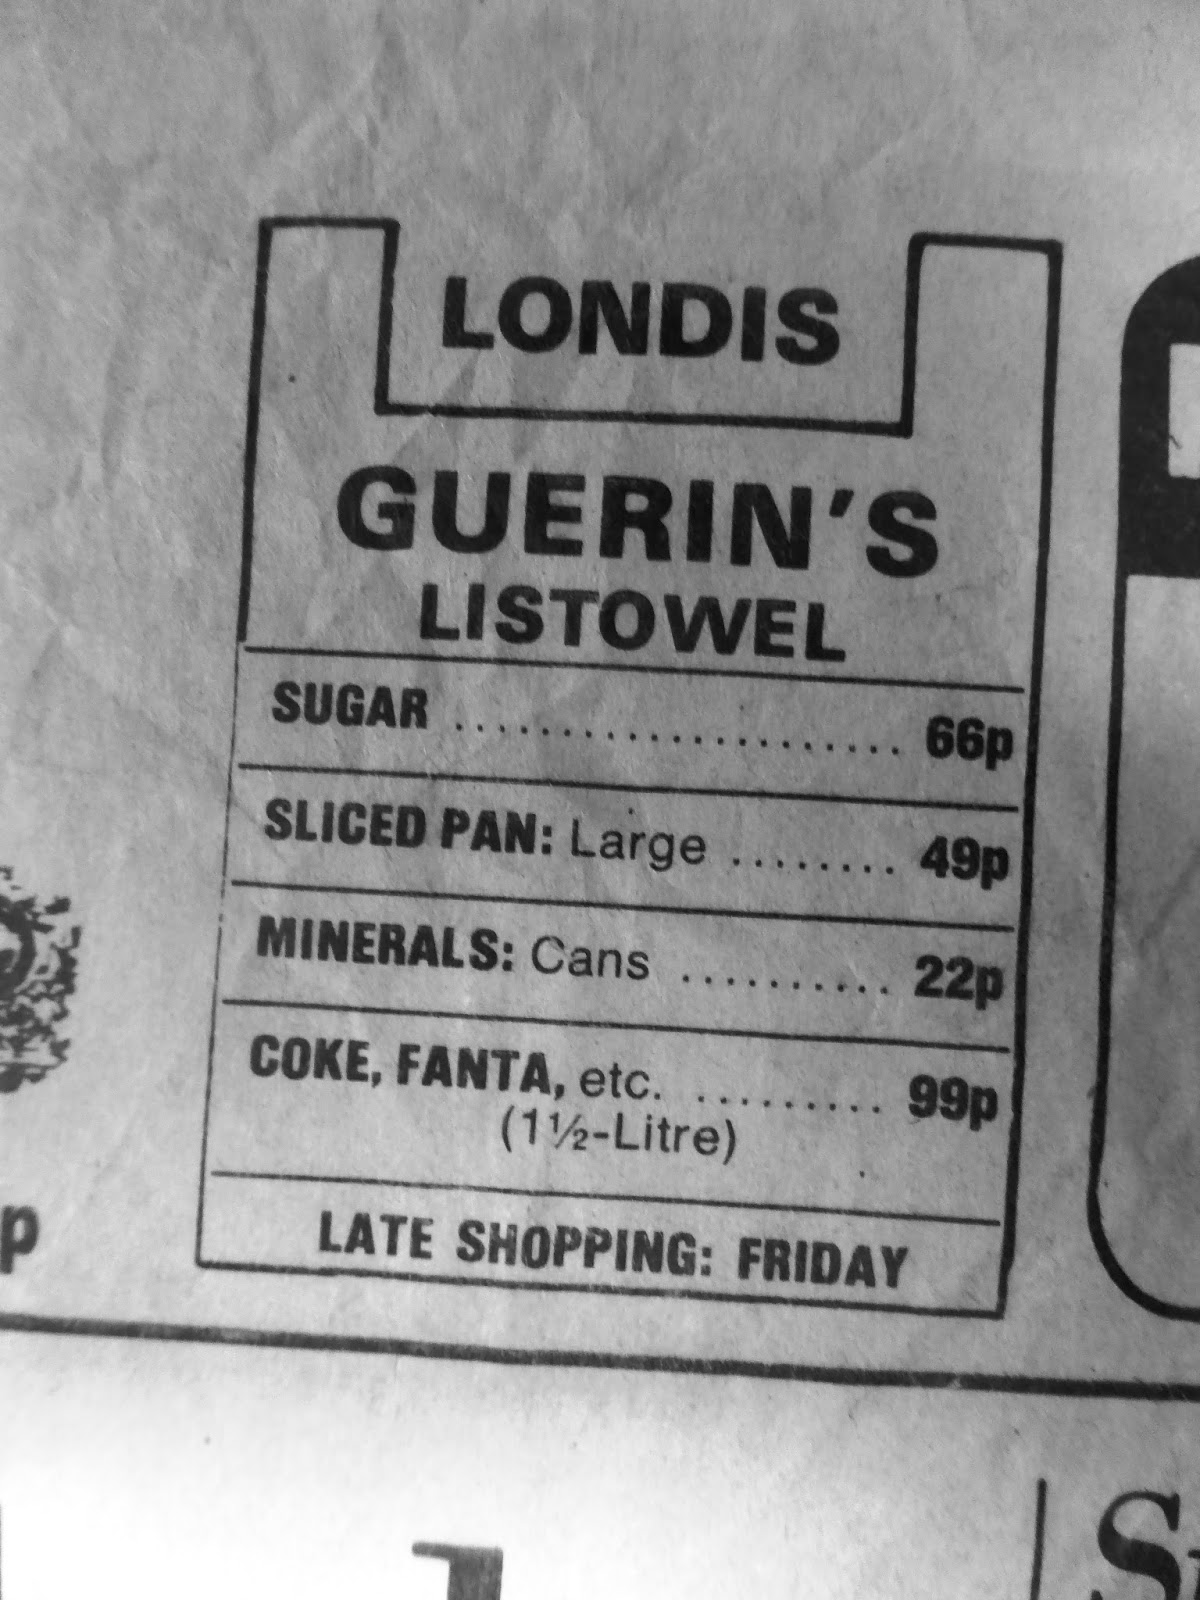 LONDIS
GUERIN'S
LISTOWEL
SUGAR ..................... 66p
SLICED PAN: Large ........ 49p
MINERALS: Cans .......... 22p
COKE, FANTA, etc. ......... 99p
(1½-Litre)
LATE SHOPPING: FRIDAY
p